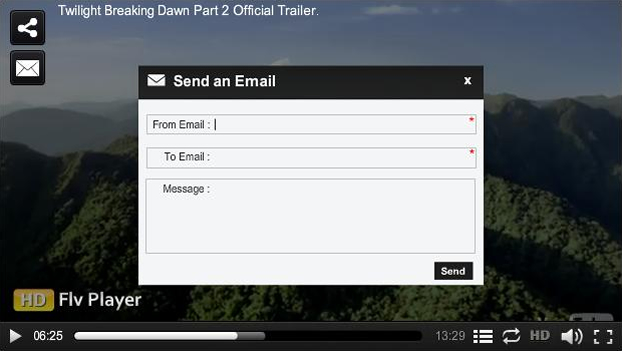 Twilight Breaking Dawn Part 2 Official Trailer.
Send an Email
x
From Email :
*
To Email :
*
Message :
Send
HD Flv Player
06:25
13:29
HD